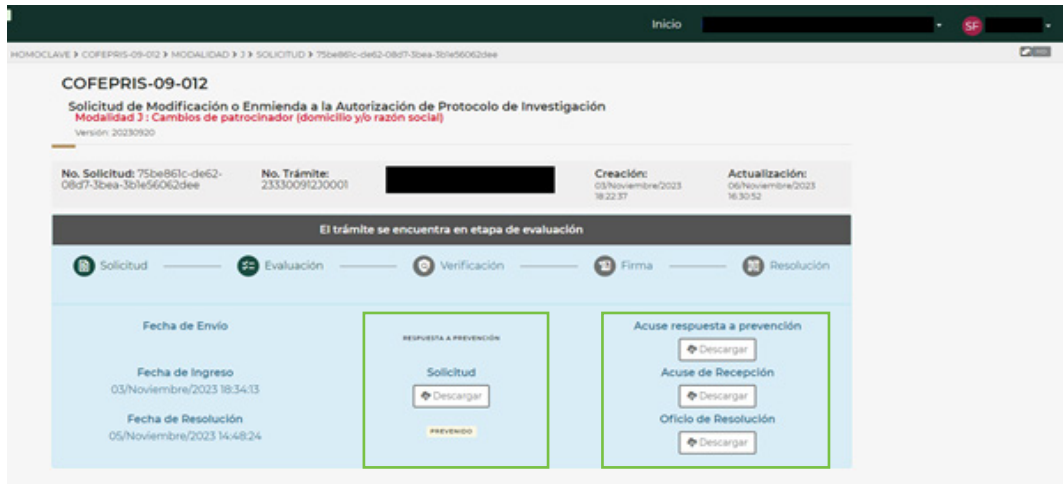 Inicio
SF
HOMOCLAVE > COFEPRIS-09-012 > MODALIDAD > J > SOLICITUD > 75be861c-de62-08d7-3bea-3b1e56062dee
COFEPRIS-09-012
Solicitud de Modificación o Enmienda a la Autorización de Protocolo de Investigación
Modalidad J : Cambios de patrocinador (domicilio y/o razón social)
Versión: 20230920
No. Solicitud: 75be861c-de62-
08d7-3bea-3b1e56062dee
No. Trámite:
23330091230001
Creación:
03/Noviembre/2023
18:22:37
Actualización:
06/Noviembre/2023
16:30:52
El trámite se encuentra en etapa de evaluación
Solicitud
Evaluación
Verificación
Firma
Resolución
Fecha de Envío
RESPUESTA A PREVENCIÓN
Acuse respuesta a prevención
Descargar
Fecha de Ingreso
03/Noviembre/2023 18:34:13
Solicitud
Descargar
Acuse de Recepción
Descargar
Fecha de Resolución
05/Noviembre/2023 14:48:24
PREVENIDO
Oficio de Resolución
Descargar